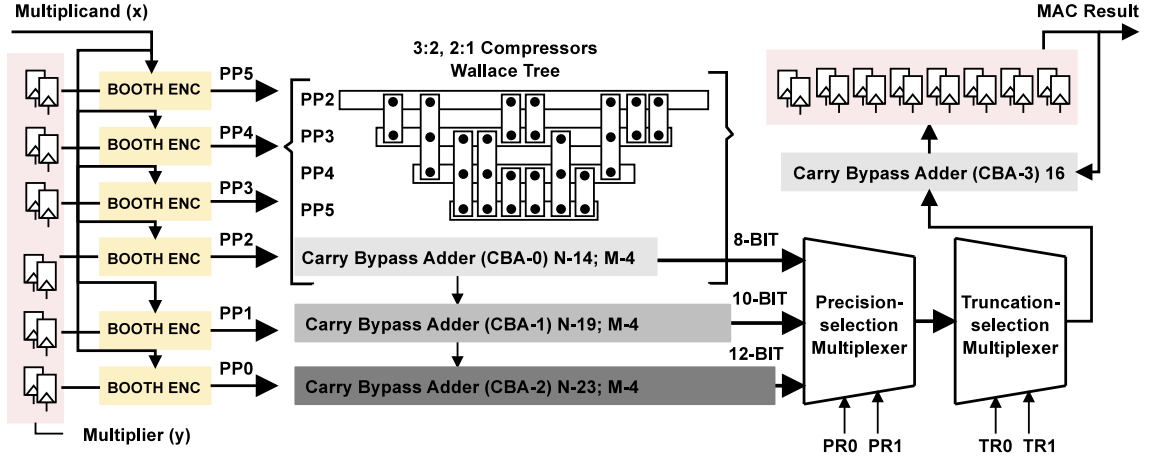 Multiplicand (x)
MAC Result
3:2, 2:1 Compressors
Wallace Tree
BOOTH ENC
PP5
PP2
BOOTH ENC
PP4
PP3
BOOTH ENC
PP3
PP4
PP5
BOOTH ENC
PP2
Carry Bypass Adder (CBA-0) N-14; M-4
8-BIT
Carry Bypass Adder (CBA-3) 16
BOOTH ENC
PP1
Carry Bypass Adder (CBA-1) N-19; M-4
10-BIT
BOOTH ENC
PP0
Carry Bypass Adder (CBA-2) N-23; M-4
12-BIT
Precision-
selection
Multiplexer
Truncation-
selection
Multiplexer
Multiplier (y)
PR0 PR1
TR0 TR1